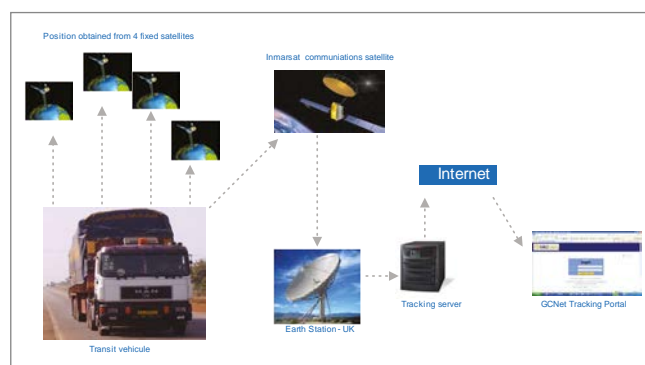 Position obtained from 4 fixed satellites
Inmarsat communiations satellite
Internet
MAN
Tracking server
GCNet Tracking Portal
Earth Station - UK
Transit vehicule